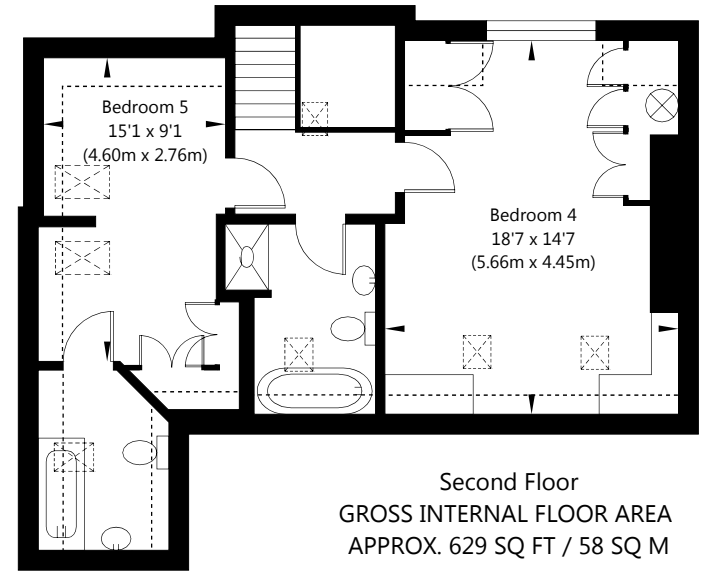 Bedroom 5
15'1 x 9'1
(4.60m x 2.76m)
Bedroom 4
18'7 x 14'7
(5.66m x 4.45m)
Second Floor
GROSS INTERNAL FLOOR AREA
APPROX. 629 SQ FT / 58 SQ M